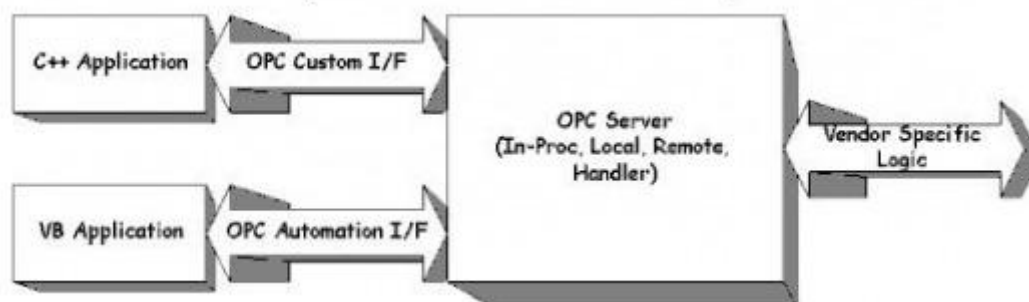 C++ Application
OPC Custom I/F
OPC Server
(In-Proc, Local, Remote,
Handler)
Vendor Specific
Logic
VB Application
OPC Automation I/F